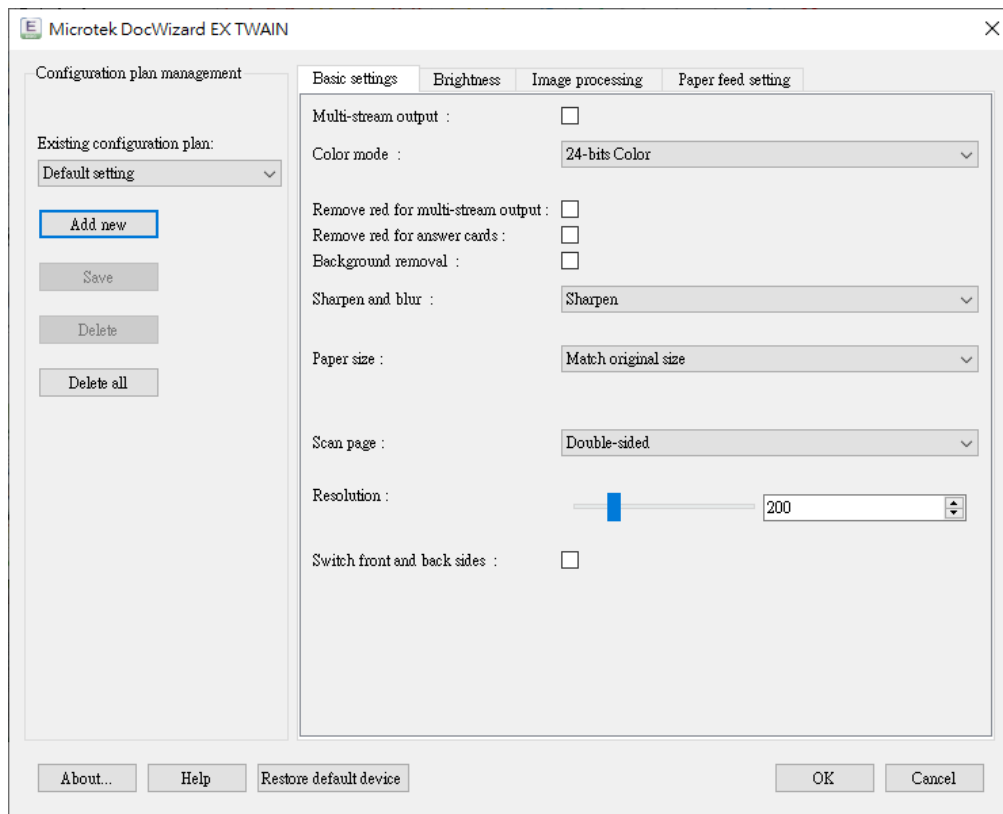 Microtek DocWizard EX TWAIN
Configuration plan management
Existing configuration plan:
Default setting
Add new
Save
Delete
Delete all
Basic settings
Brightness
Image processing
Paper feed setting
Multi-stream output :
Color mode :
24-bits Color
Remove red for multi-stream output :
Remove red for answer cards :
Background removal :
Sharpen and blur :
Sharpen
Paper size :
Match original size
Scan page :
Double-sided
Resolution :
200
Switch front and back sides :
About...
Help
Restore default device
OK
Cancel